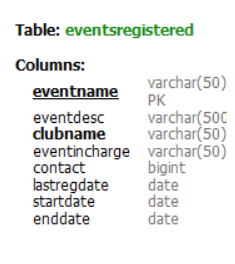 Table: eventsregistered
Columns:
eventname varchar(50) PK
eventdesc varchar(500
clubname varchar(50)
eventincharge varchar(50)
contact bigint
lastregdate date
startdate date
enddate date